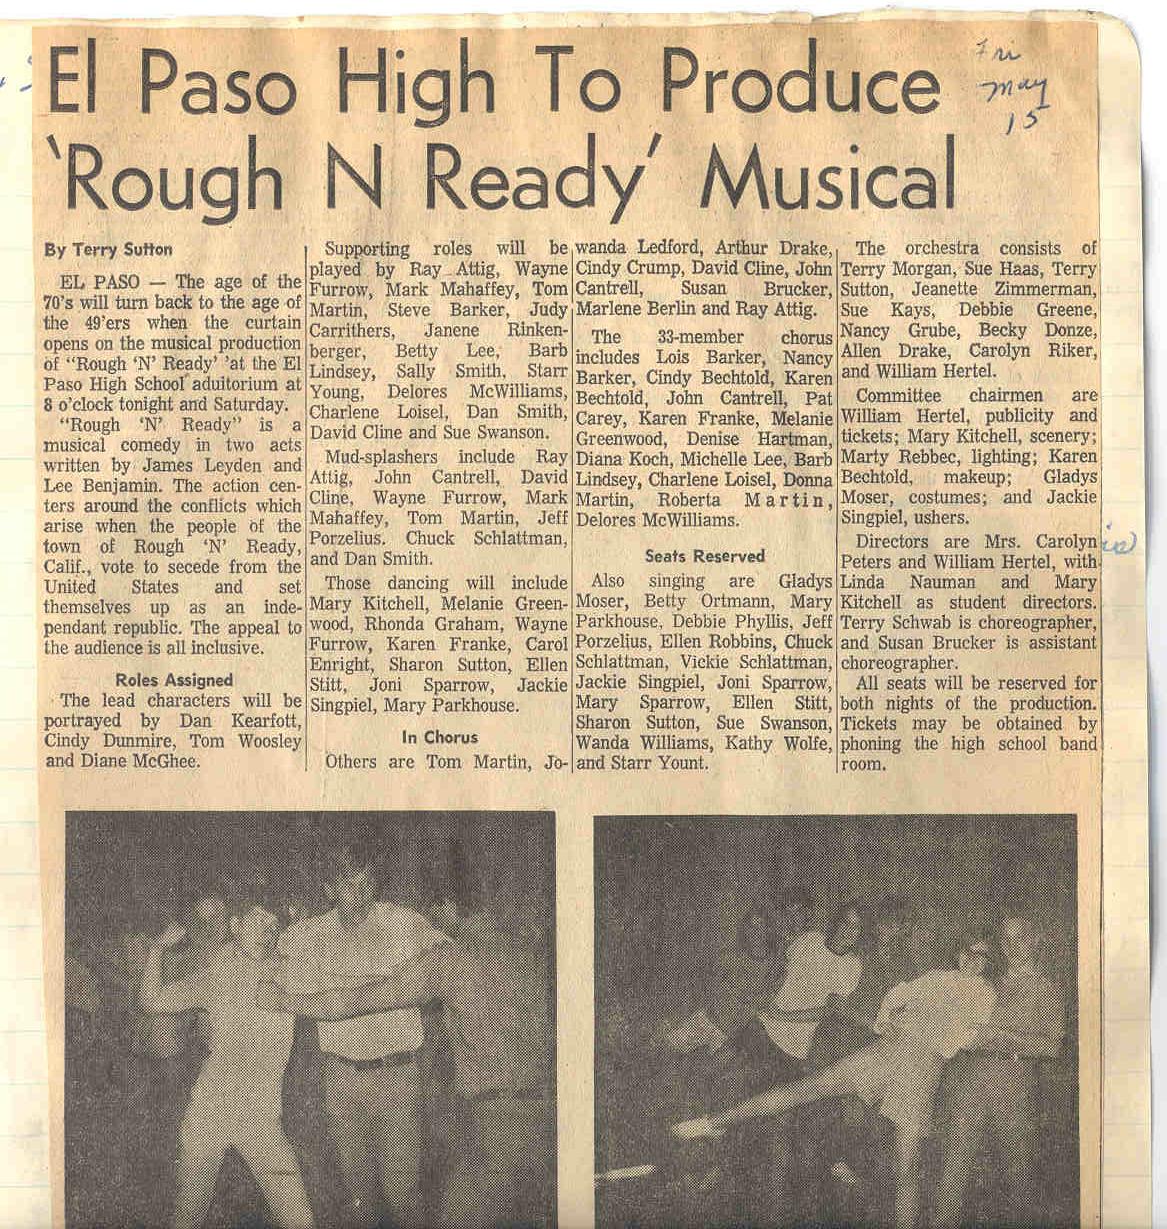 El Paso High To Produce
'Rough N Ready' Musical
Fri
May
15
By Terry Sutton
EL PASO — The age of the
70's will turn back to the age of
the 49'ers when the curtain
opens on the musical production
of "Rough 'N' Ready' 'at the El
Paso High School aduitorium at
8 o'clock tonight and Saturday.
"Rough 'N' Ready" is a
musical comedy in two acts
written by James Leyden and
Lee Benjamin. The action cen-
ters around the conflicts which
arise when the people of the
town of Rough 'N' Ready,
Calif., vote to secede from the
United States and set
themselves up as an inde-
pendant republic. The appeal to
the audience is all inclusive.
Roles Assigned
The lead characters will be
portrayed by Dan Kearfott,
Cindy Dunmire, Tom Woosley
and Diane McGhee.
Supporting roles will be
played by Ray Attig, Wayne
Furrow, Mark Mahaffey, Tom
Martin, Steve Barker, Judy
Carrithers, Janene Rinken-
berger, Betty Lee, Barb
Lindsey, Sally Smith, Starr
Young, Delores McWilliams,
Charlene Loisel, Dan Smith,
David Cline and Sue Swanson.
Mud-splashers include Ray
Attig, John Cantrell, David
Cline, Wayne Furrow, Mark
Mahaffey, Tom Martin, Jeff
Porzelius. Chuck Schlattman,
and Dan Smith.
Those dancing will include
Mary Kitchell, Melanie Green-
wood, Rhonda Graham, Wayne
Furrow, Karen Franke, Carol
Enright, Sharon Sutton, Ellen
Stitt, Joni Sparrow, Jackie
Singpiel, Mary Parkhouse.
In Chorus
Others are Tom Martin, Jo-
wanda Ledford, Arthur Drake,
Cindy Crump, David Cline, John
Cantrell, Susan Brucker,
Marlene Berlin and Ray Attig.
The 33-member chorus
includes Lois Barker, Nancy
Barker, Cindy Bechtold, Karen
Bechtold, John Cantrell, Pat
Carey, Karen Franke, Melanie
Greenwood, Denise Hartman,
Diana Koch, Michelle Lee, Barb
Lindsey, Charlene Loisel, Donna
Martin, Roberta Martin,
Delores McWilliams.
Seats Reserved
Also singing are Gladys
Moser, Betty Ortmann, Mary
Parkhouse, Debbie Phyllis, Jeff
Porzelius, Ellen Robbins, Chuck
Schlattman, Vickie Schlattman,
Jackie Singpiel, Joni Sparrow,
Mary Sparrow, Ellen Stitt,
Sharon Sutton, Sue Swanson,
Wanda Williams, Kathy Wolfe,
and Starr Yount.
The orchestra consists of
Terry Morgan, Sue Haas, Terry
Sutton, Jeanette Zimmerman,
Sue Kays, Debbie Greene,
Nancy Grube, Becky Donze,
Allen Drake, Carolyn Riker,
and William Hertel.
Committee chairmen are
William Hertel, publicity and
tickets; Mary Kitchell, scenery;
Marty Rebbec, lighting; Karen
Bechtold, makeup; Gladys
Moser, costumes; and Jackie
Singpiel, ushers.
Directors are Mrs. Carolyn
Peters and William Hertel, with
Linda Nauman and Mary
Kitchell as student directors.
Terry Schwab is choreographer,
and Susan Brucker is assistant
choreographer.
All seats will be reserved for
both nights of the production.
Tickets may be obtained by
phoning the high school band
room.